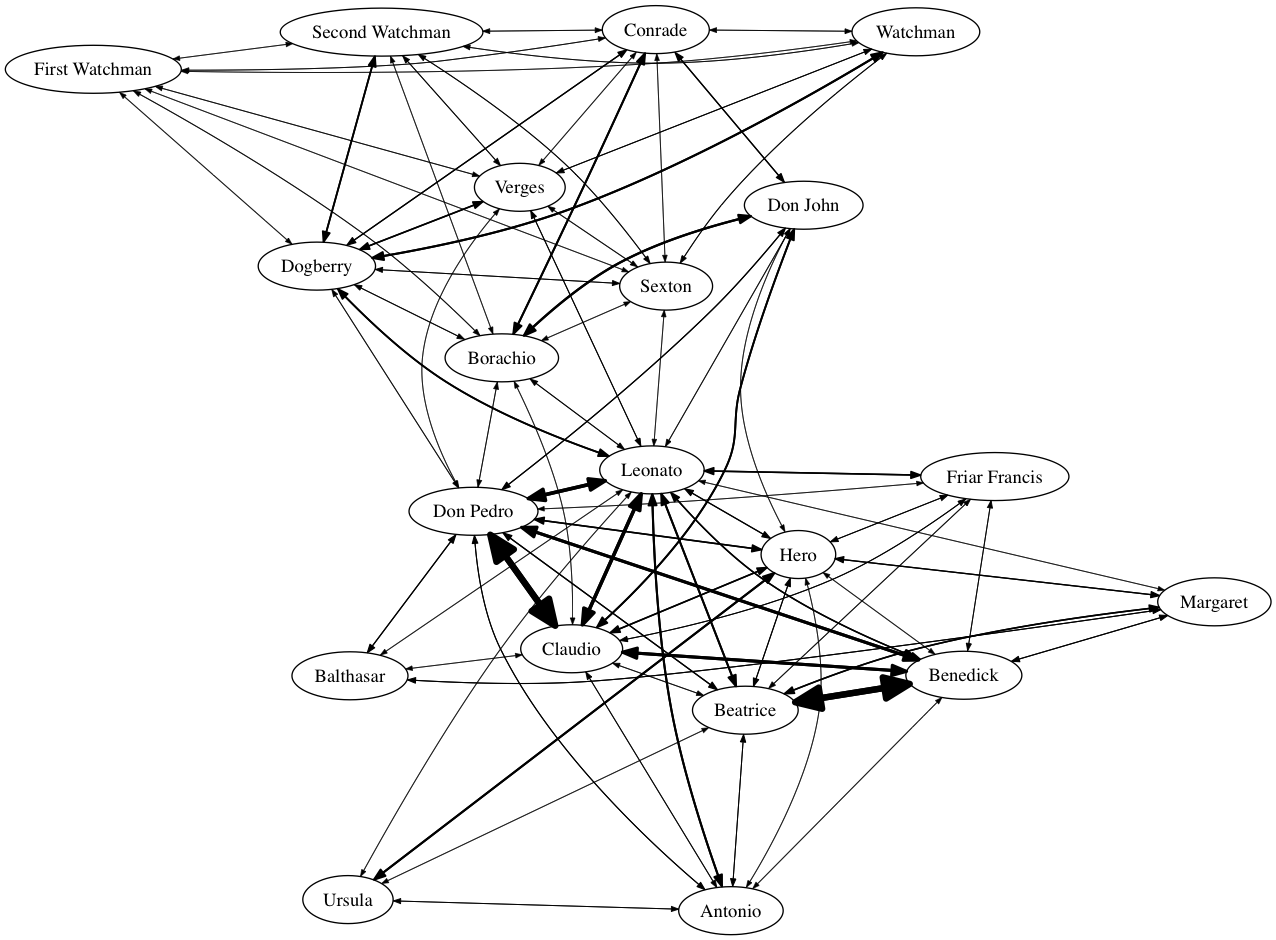 Second Watchman
Conrade
Watchman
First Watchman
Verges
Don John
Dogberry
Sexton
Borachio
Leonato
Friar Francis
Don Pedro
Hero
Margaret
Claudio
Balthasar
Benedick
Beatrice
Ursula
Antonio